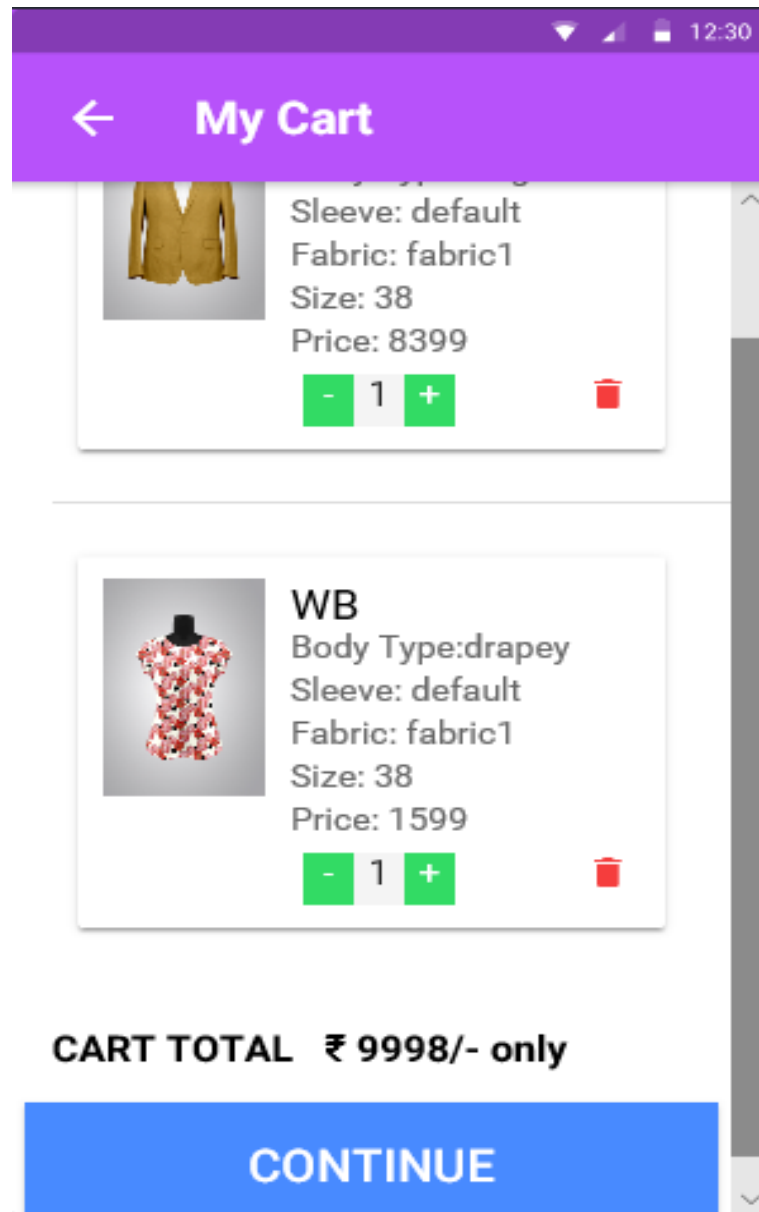 12:30
My Cart
Sleeve: default
Fabric: fabric1
Size: 38
Price: 8399
- 1 +
WB
Body Type:drapey
Sleeve: default
Fabric: fabric1
Size: 38
Price: 1599
- 1 +
CART TOTAL ₹ 9998/- only
CONTINUE